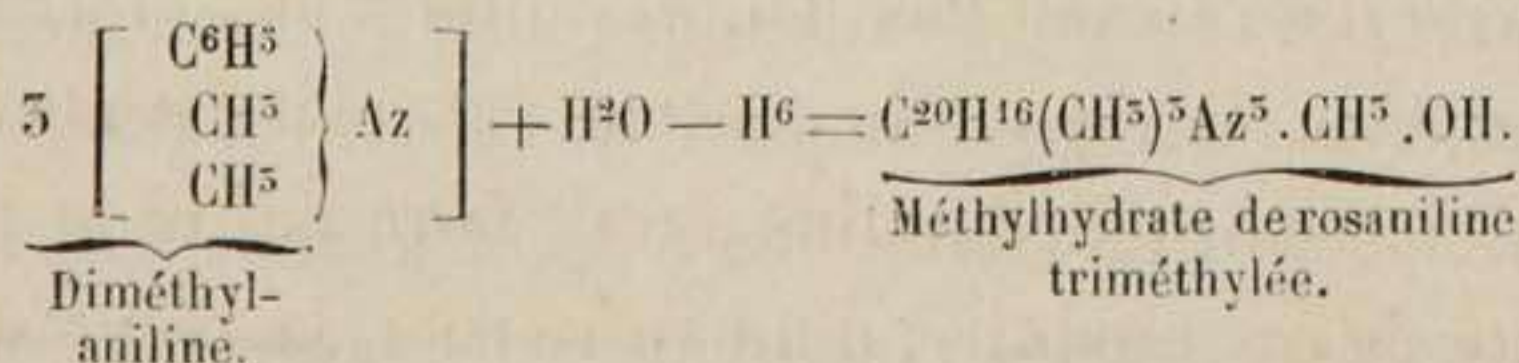 C⁶H⁵
3 [ CH³ } Az ] + H²O — H⁶ = C²⁰H¹⁶(CH³)³Az³.CH³.OH.
CH³
Diméthyl-
aniline.
Méthylhydrate de rosaniline
triméthylée.